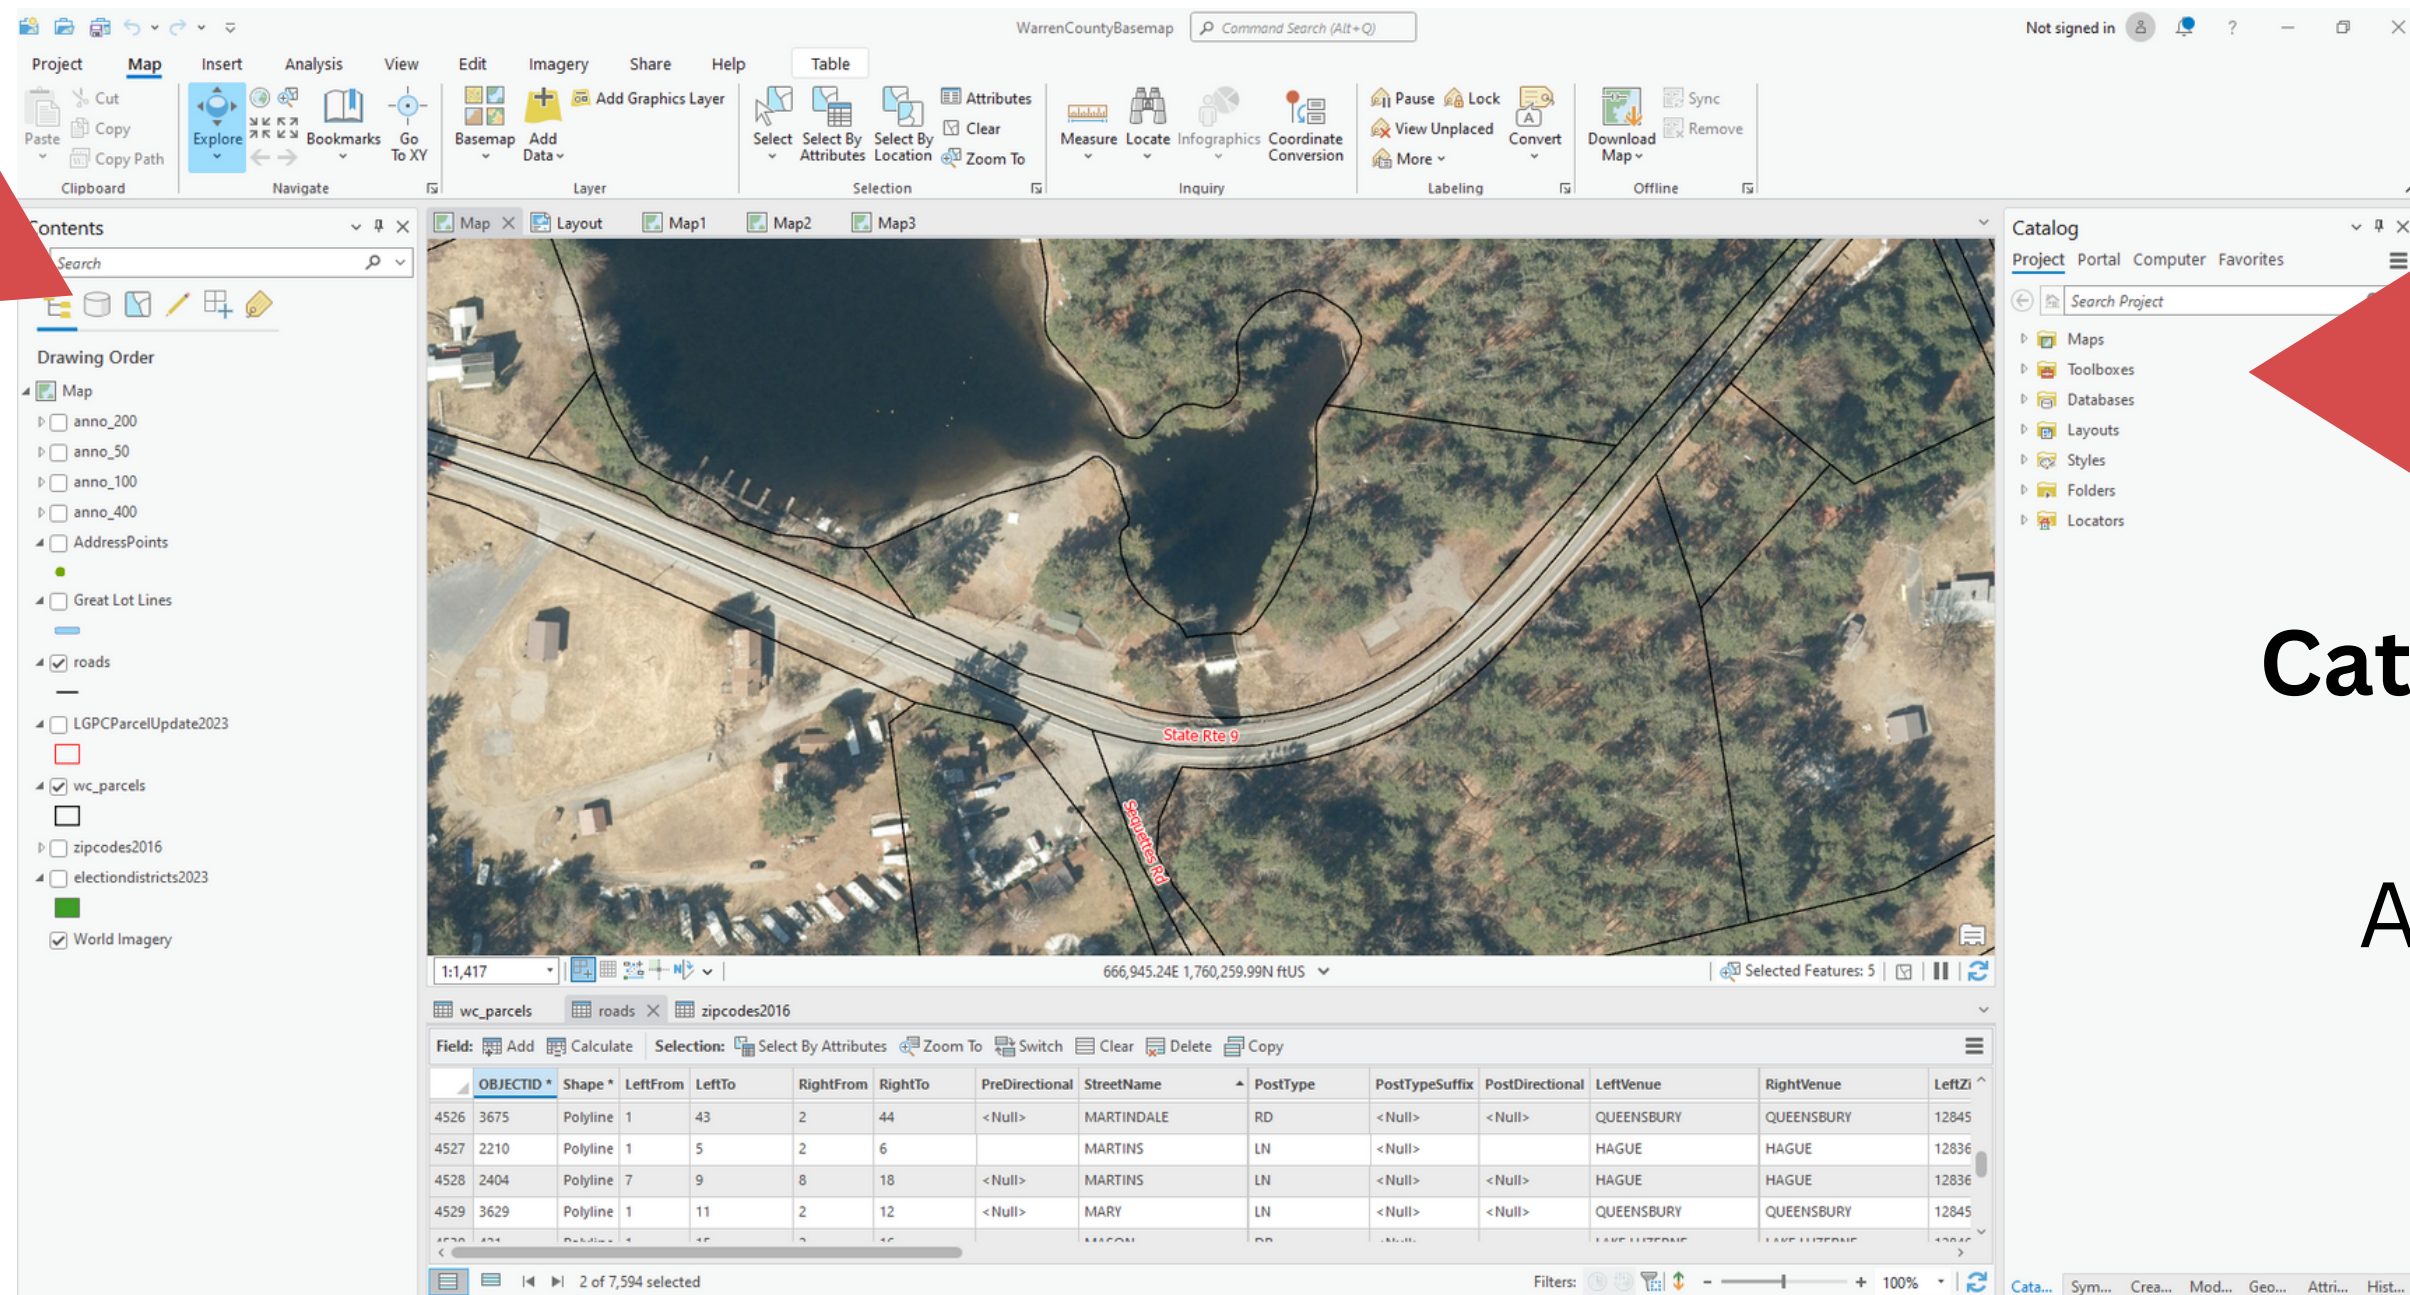 WarrenCountyBasemap
Command Search (Alt+Q)
Not signed in
?
Project Map Insert Analysis View Edit Imagery Share Help Table
Paste
Cut
Copy
Copy Path
Clipboard
Explore
Bookmarks
Go
To XY
Navigate
Basemap
Add
Data
Add Graphics Layer
Layer
Select
Select By
Attributes
Select By
Location
Attributes
Clear
Zoom To
Selection
Measure
Locate
Infographics
Coordinate
Conversion
Inquiry
Pause
Lock
View Unplaced
More
Convert
A
Labeling
Download
Map
Sync
Remove
Offline
Contents
Search
Drawing Order
Map
anno_200
anno_50
anno_100
anno_400
AddressPoints
Great Lot Lines
roads
LGPCParcelUpdate2023
wc_parcels
zipcodes2016
electiondistricts2023
World Imagery
Map Layout Map1 Map2 Map3
State Rte 9
Sequettes Rd
1:1,417
N
666,945.24E 1,760,259.99N ftUS
Selected Features: 5
wc_parcels roads zipcodes2016
Field: Add Calculate Selection: Select By Attributes Zoom To Switch Clear Delete Copy
OBJECTID * Shape * LeftFrom LeftTo RightFrom RightTo PreDirectional StreetName PostType PostTypeSuffix PostDirectional LeftVenue RightVenue LeftZi
4526 3675 Polyline 1 43 2 44 <Null> MARTINDALE RD <Null> <Null> QUEENSBURY QUEENSBURY 12845
4527 2210 Polyline 1 5 2 6 MARTINS LN <Null> HAGUE HAGUE 12836
4528 2404 Polyline 7 9 8 18 <Null> MARTINS LN <Null> <Null> HAGUE HAGUE 12836
4529 3629 Polyline 1 11 2 12 <Null> MARY LN <Null> <Null> QUEENSBURY QUEENSBURY 12845
2 of 7,594 selected
Filters:
- + 100%
Catalog
Project Portal Computer Favorites
Search Project
Maps
Toolboxes
Databases
Layouts
Styles
Folders
Locators
Cat
A
Cata... Sym... Crea... Mod... Geo... Attri... Hist...